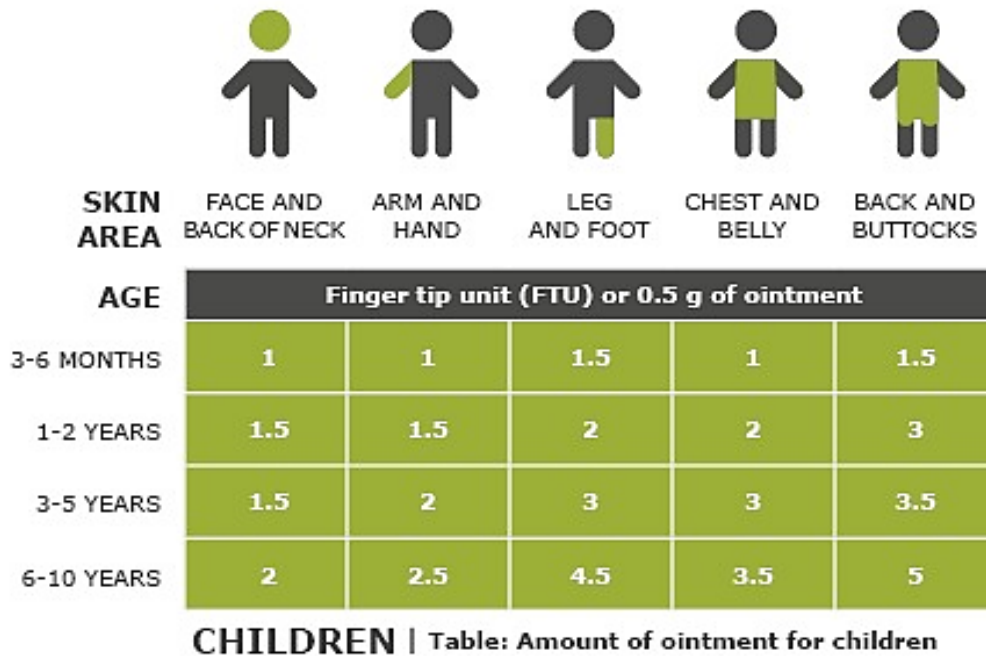 SKIN AREA
FACE AND BACK OF NECK
ARM AND HAND
LEG AND FOOT
CHEST AND BELLY
BACK AND BUTTOCKS
AGE
Finger tip unit (FTU) or 0.5 g of ointment
3-6 MONTHS 1 1 1.5 1 1.5
1-2 YEARS 1.5 1.5 2 2 3
3-5 YEARS 1.5 2 3 3 3.5
6-10 YEARS 2 2.5 4.5 3.5 5
CHILDREN | Table: Amount of ointment for children